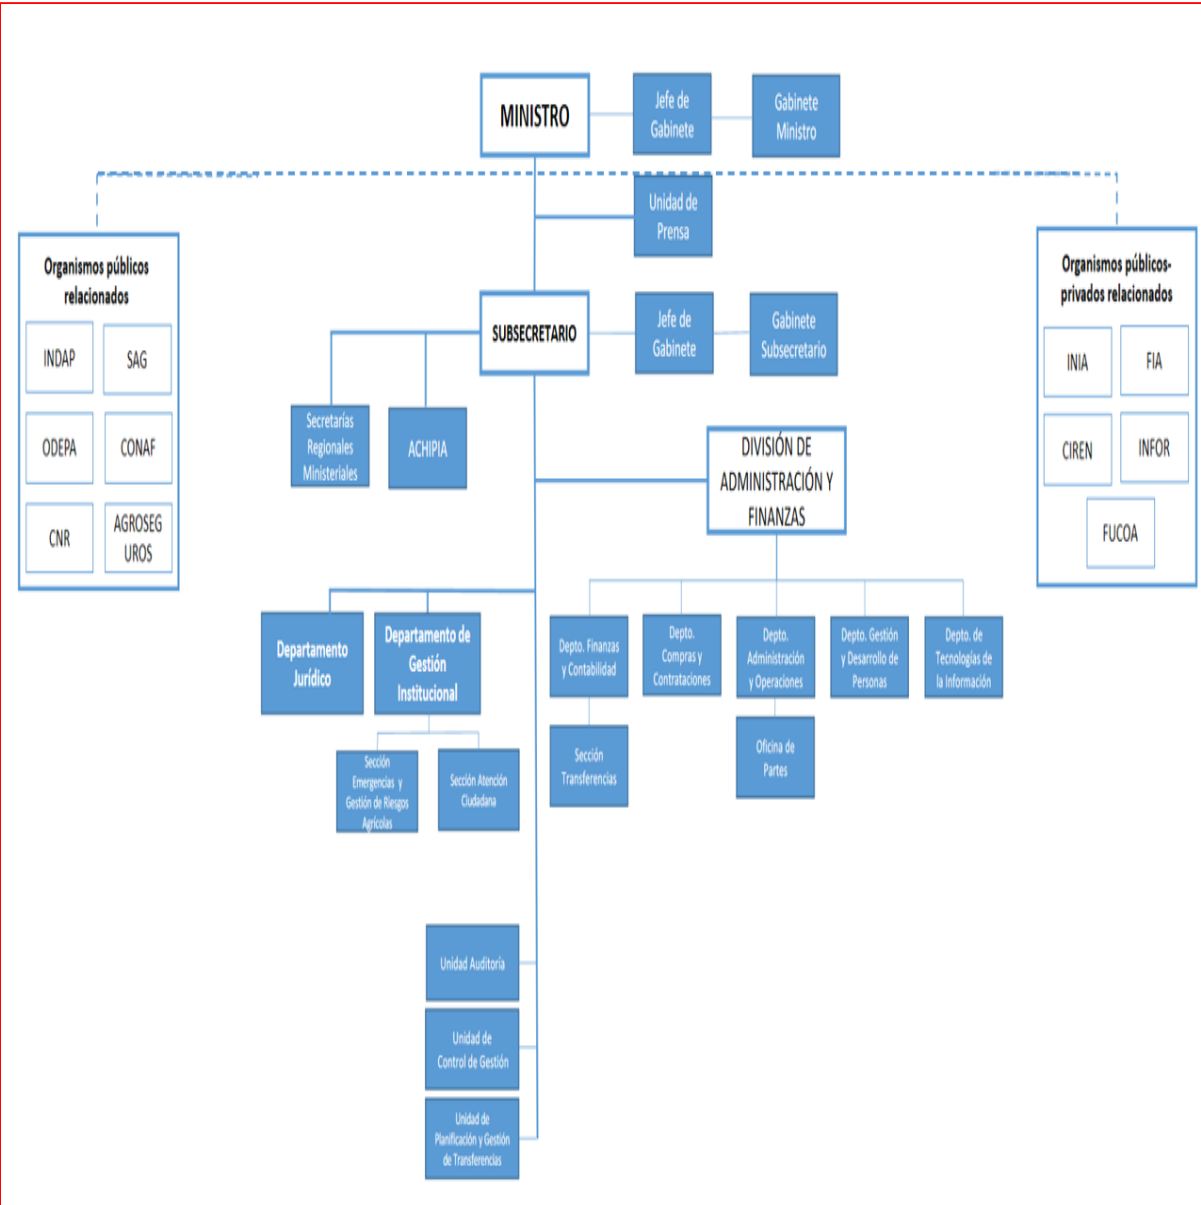 MINISTRO
Jefe de
Gabinete
Gabinete
Ministro
Unidad de
Prensa
Organismos públicos
relacionados
INDAP
SAG
ODEPA
CONAF
CNR
AGROSEG
UROS
Organismos públicos-
privados relacionados
INIA
FIA
CIREN
INFOR
FUCOA
SUBSECRETARIO
Jefe de
Gabinete
Gabinete
Subsecretario
Secretarías
Regionales
Ministeriales
ACHIPIA
DIVISIÓN DE
ADMINISTRACIÓN Y
FINANZAS
Departamento
Jurídico
Departamento de
Gestión
Institucional
Depto. Finanzas
y Contabilidad
Depto.
Compras y
Contrataciones
Depto.
Administración
y Operaciones
Depto. Gestión
y Desarrollo de
Personas
Depto. de
Tecnologías de
la Información
Sección
Emergencias y
Gestión de Riesgos
Agrícolas
Sección Atención
Ciudadana
Sección
Transferencias
Oficina de
Partes
Unidad Auditoria
Unidad de
Control de Gestión
Unidad de
Planificación y Gestión
de Transferencias